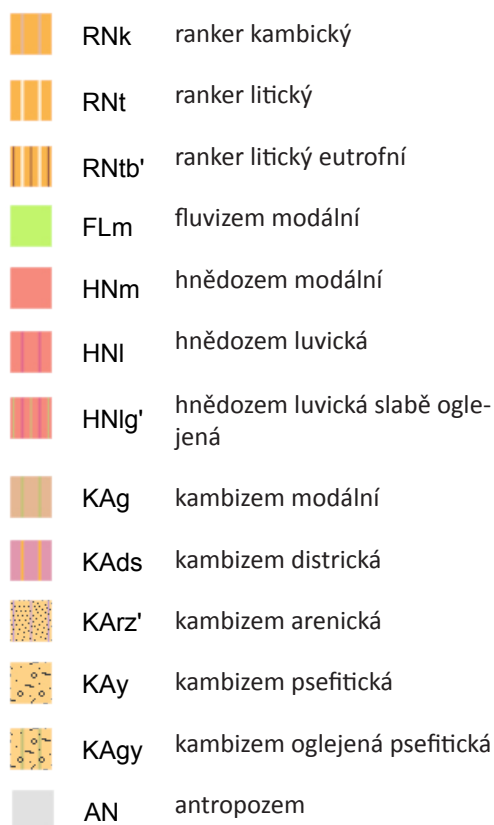 RNk ranker kambický
RNt ranker litický
RNtb' ranker litický eutrofní
FLm fluvizem modální
HNm hnědozem modální
HNl hnědozem luvická
HNlg' hnědozem luvická slabě ogle-
jená
KAg kambizem modální
KAds kambizem districká
KArz' kambizem arenická
KAy kambizem psefitická
KAgy kambizem oglejená psefitická
AN antropozem